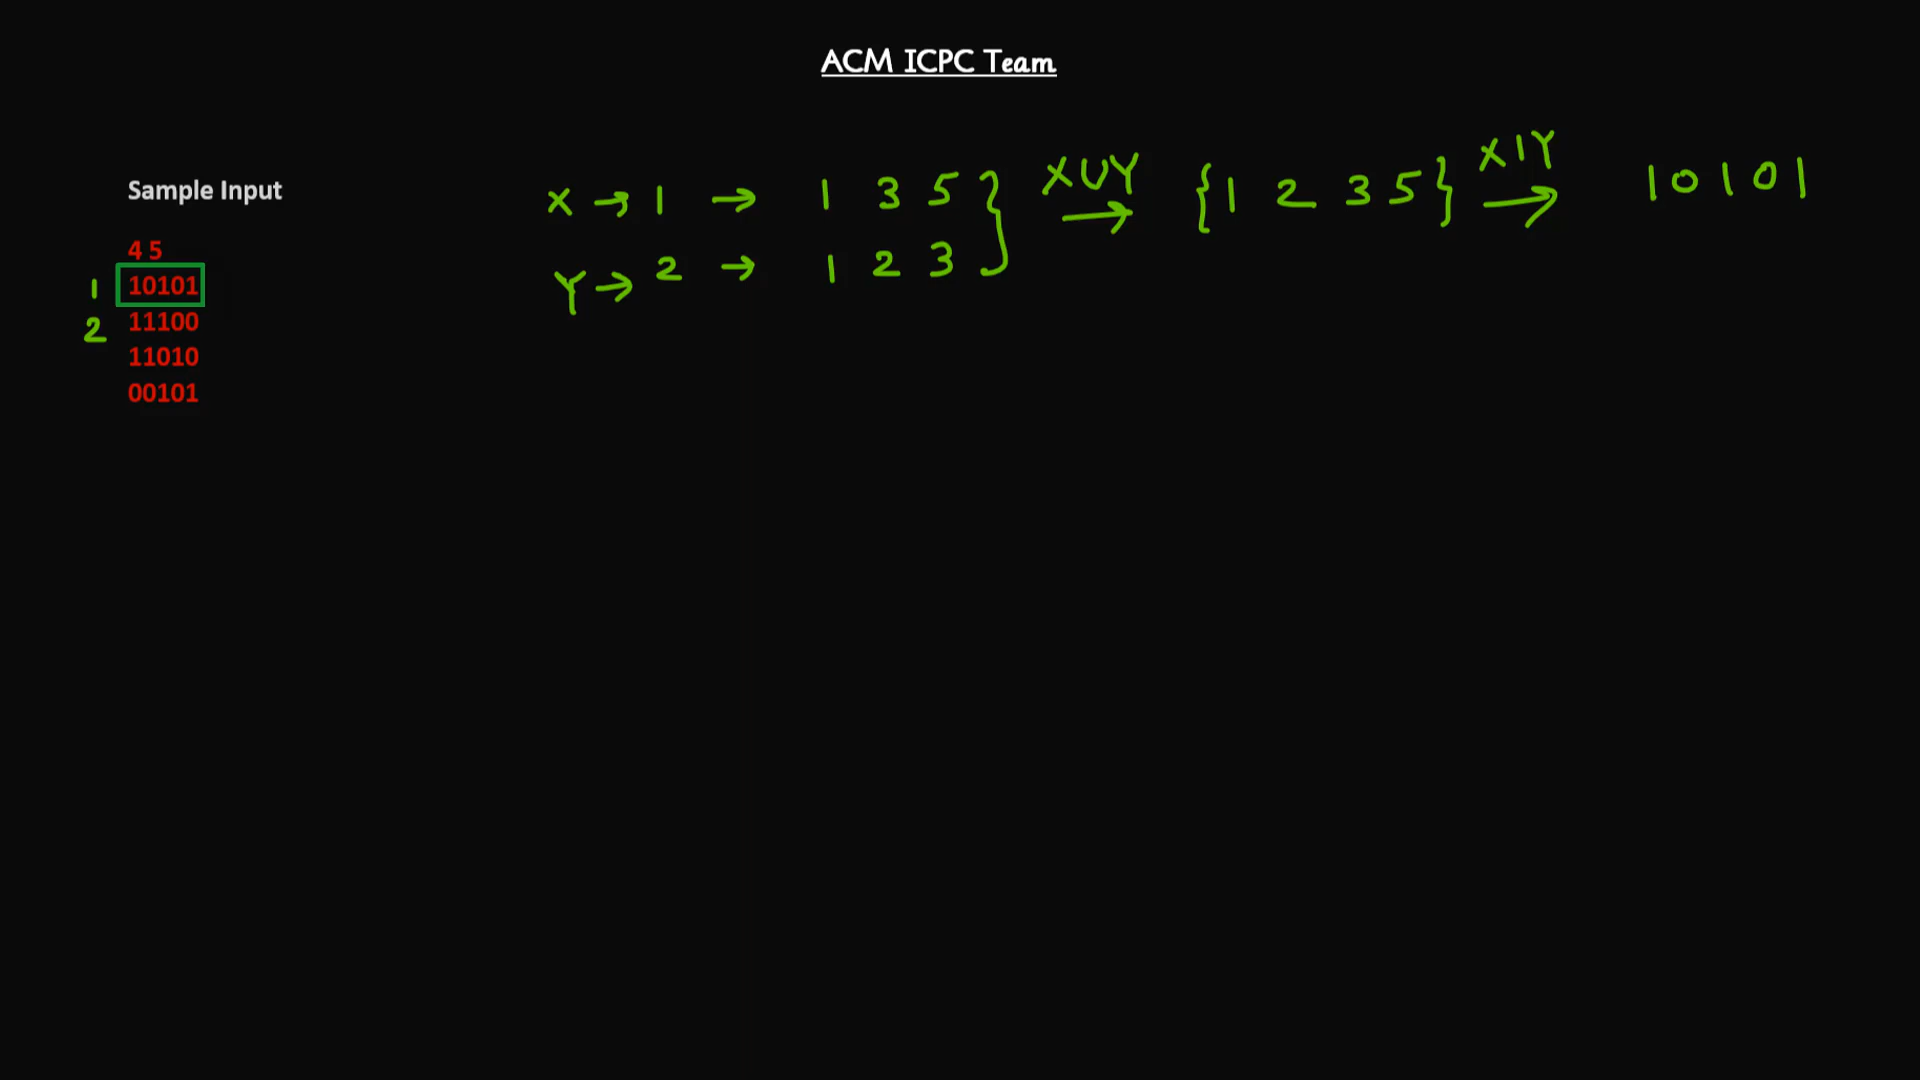 ACM ICPC Team
Sample Input
4 5
1 10101
2 11100
11010
00101
X → 1 → 1 3 5 } X∪Y → {1 2 3 5} X|Y → 10101
Y → 2 → 1 2 3